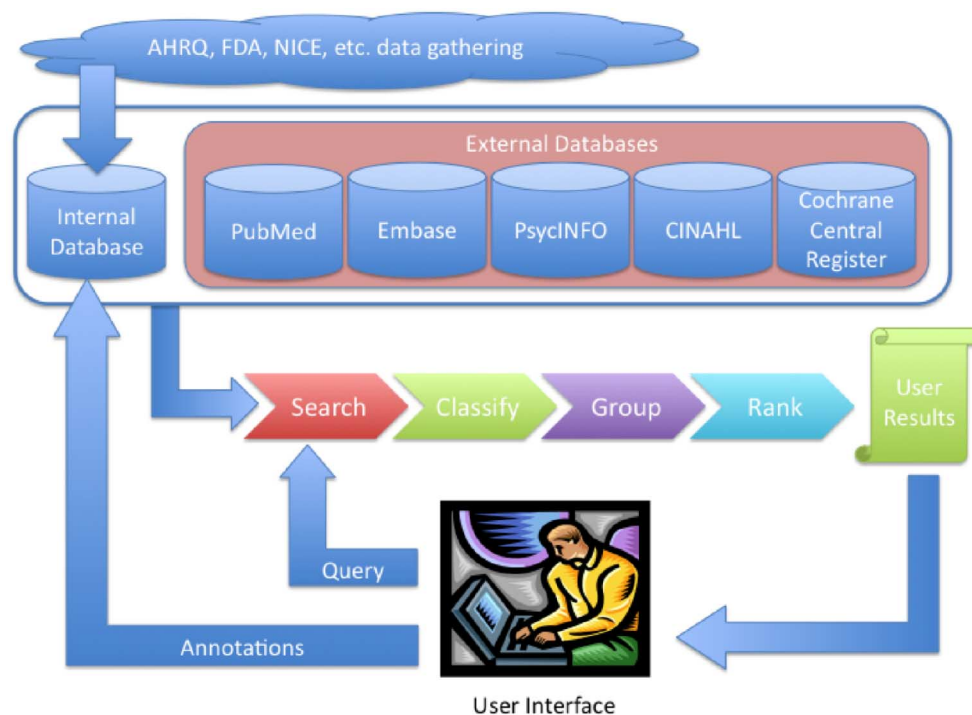 AHRQ, FDA, NICE, etc. data gathering
External Databases
Internal
Database
PubMed
Embase
PsycINFO
CINAHL
Cochrane
Central
Register
Search
Classify
Group
Rank
User
Results
Query
Annotations
User Interface